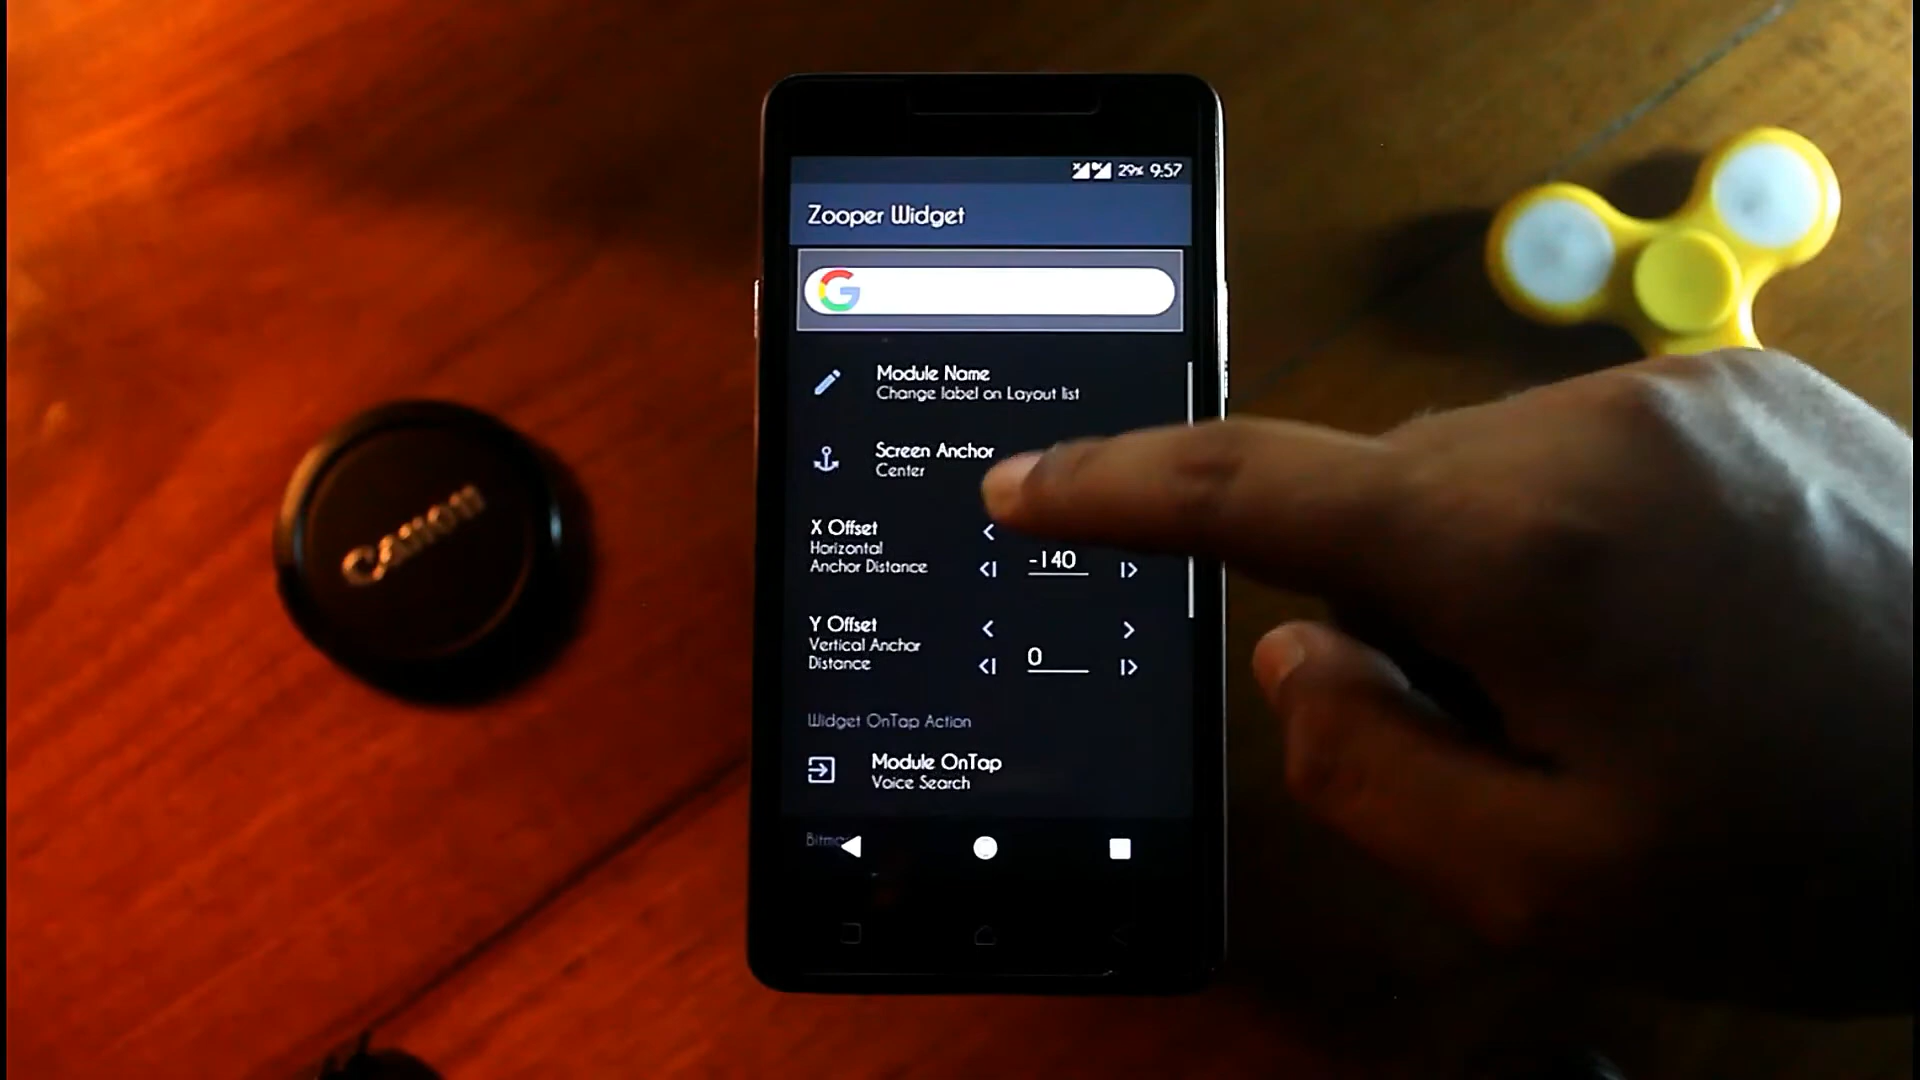 29% 9:57
Zooper Widget
G
Module Name
Change label on Layout list
Screen Anchor
Center
X Offset
Horizontal
Anchor Distance
-140
Y Offset
Vertical Anchor
Distance
0
Widget OnTap Action
Module OnTap
Voice Search
Canon